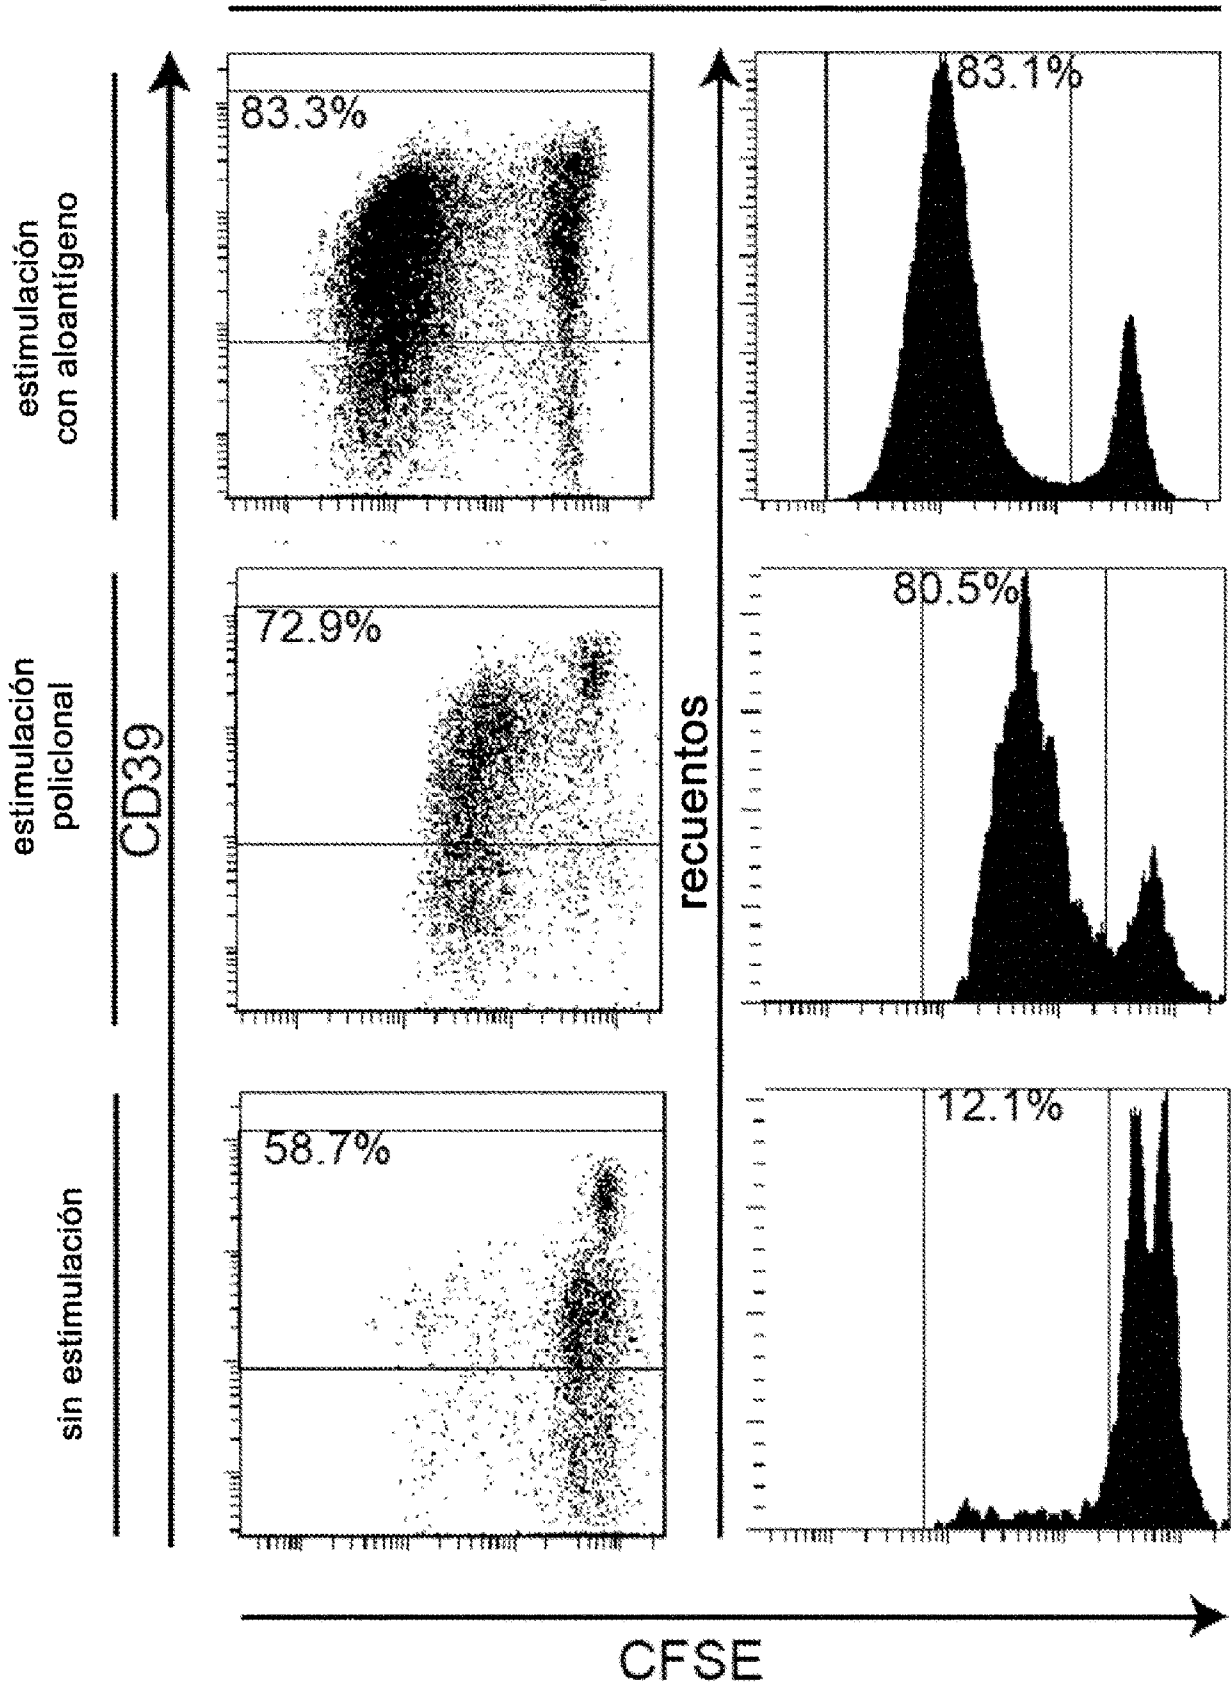 83.3%
83.1%
estimulación
con aloantígeno
72.9%
80.5%
estimulación
policlonal
CD39
recuentos
58.7%
12.1%
sin estimulación
CFSE